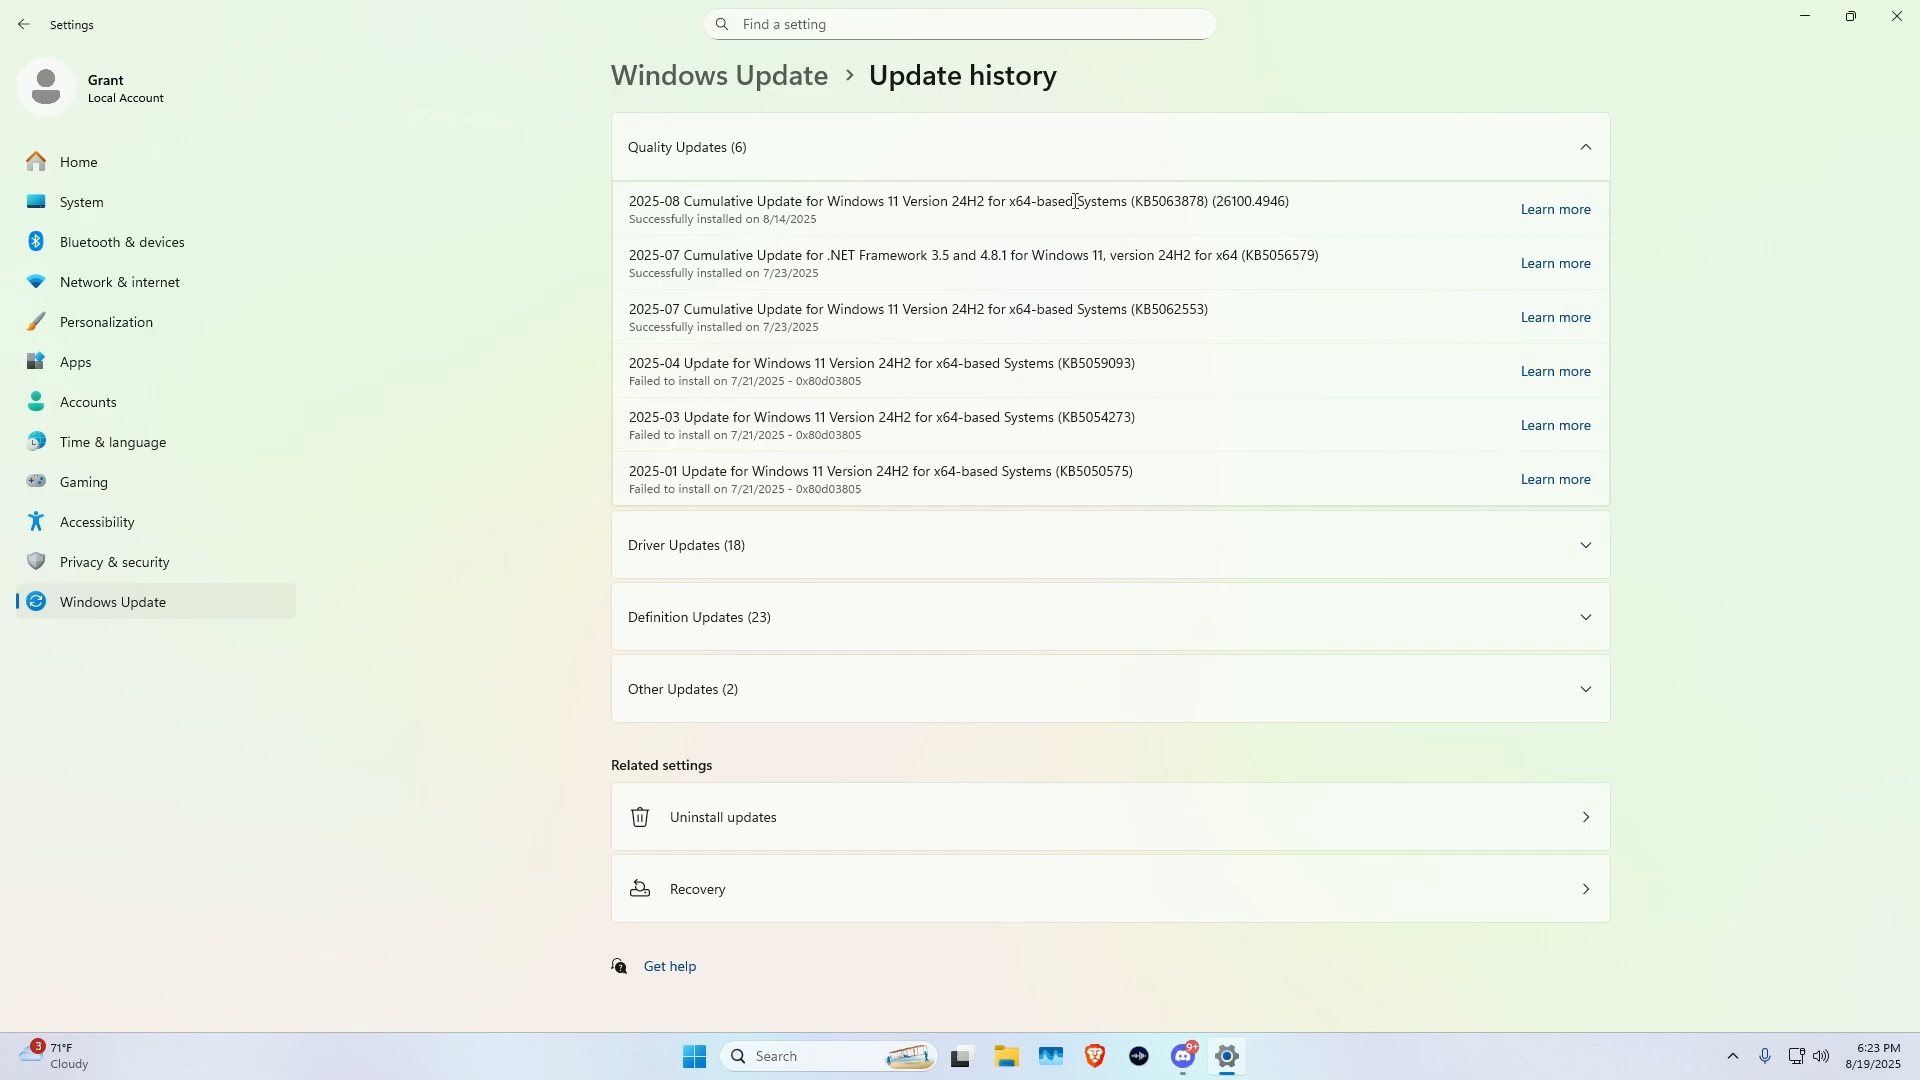 Settings
Find a setting
Grant
Local Account
Home
System
Bluetooth & devices
Network & internet
Personalization
Apps
Accounts
Time & language
Gaming
Accessibility
Privacy & security
Windows Update
Windows Update > Update history
Quality Updates (6)
2025-08 Cumulative Update for Windows 11 Version 24H2 for x64-based Systems (KB5063878) (26100.4946)
Successfully installed on 8/14/2025
Learn more
2025-07 Cumulative Update for .NET Framework 3.5 and 4.8.1 for Windows 11, version 24H2 for x64 (KB5056579)
Successfully installed on 7/23/2025
Learn more
2025-07 Cumulative Update for Windows 11 Version 24H2 for x64-based Systems (KB5062553)
Successfully installed on 7/23/2025
Learn more
2025-04 Update for Windows 11 Version 24H2 for x64-based Systems (KB5059093)
Failed to install on 7/21/2025 - 0x80d03805
Learn more
2025-03 Update for Windows 11 Version 24H2 for x64-based Systems (KB5054273)
Failed to install on 7/21/2025 - 0x80d03805
Learn more
2025-01 Update for Windows 11 Version 24H2 for x64-based Systems (KB5050575)
Failed to install on 7/21/2025 - 0x80d03805
Learn more
Driver Updates (18)
Definition Updates (23)
Other Updates (2)
Related settings
Uninstall updates
Recovery
Get help
3
71°F
Cloudy
Search
9+
6:23 PM
8/19/2025